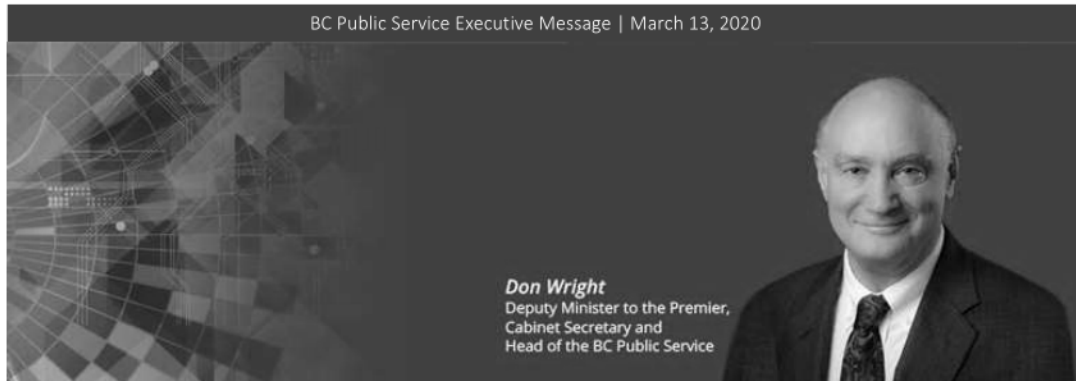 BC Public Service Executive Message | March 13, 2020
Don Wright
Deputy Minister to the Premier,
Cabinet Secretary and
Head of the BC Public Service